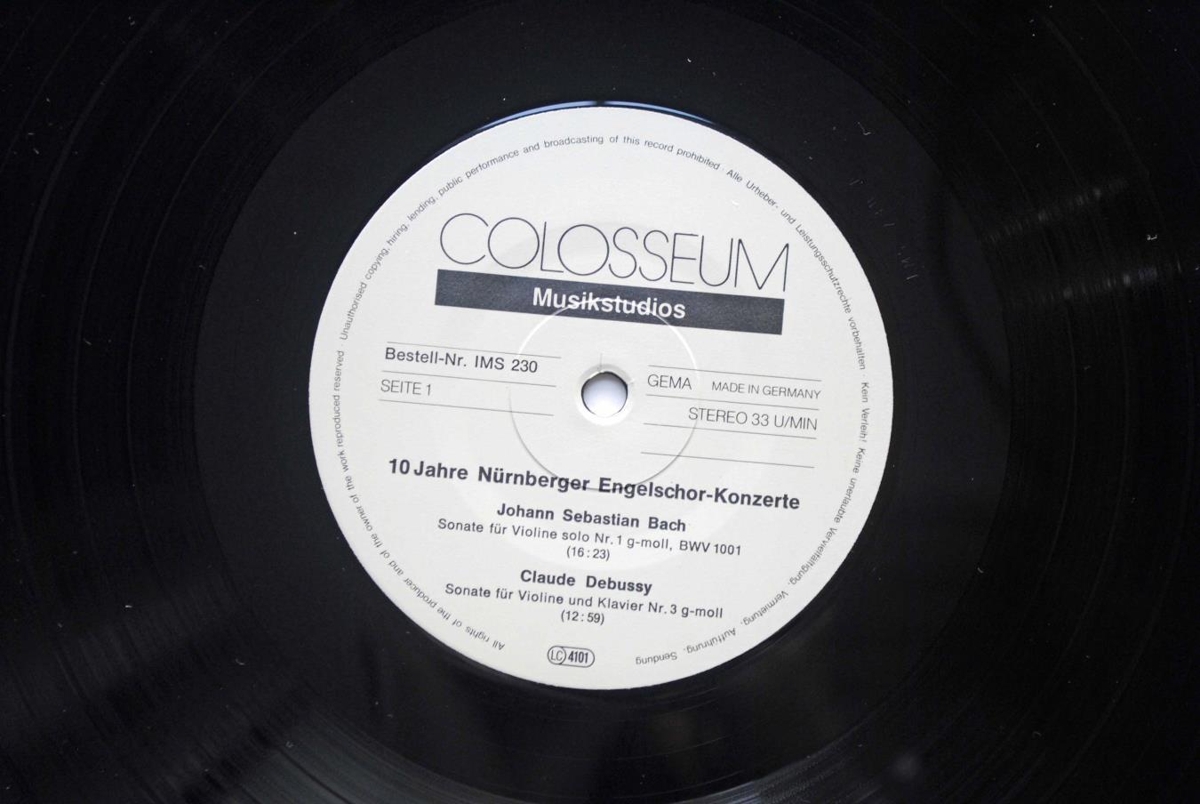 COLOSSEUM
Musikstudios
Bestell-Nr. IMS 230
SEITE 1
GEMA MADE IN GERMANY
STEREO 33 U/MIN
10 Jahre Nürnberger Engelschor-Konzerte
Johann Sebastian Bach
Sonate für Violine solo Nr. 1 g-moll, BWV 1001
(16:23)
Claude Debussy
Sonate für Violine und Klavier Nr. 3 g-moll
(12:59)
LC 4101
All rights of the producer and of the owner of the work reproduced reserved · Unauthorised copying, hiring, lending, public performance and broadcasting of this record prohibited · Alle Urheber- und Leistungsschutzrechte vorbehalten · Kein Verleih! Keine unerlaubte Vervielfältigung, Vermietung, Aufführung, Sendung